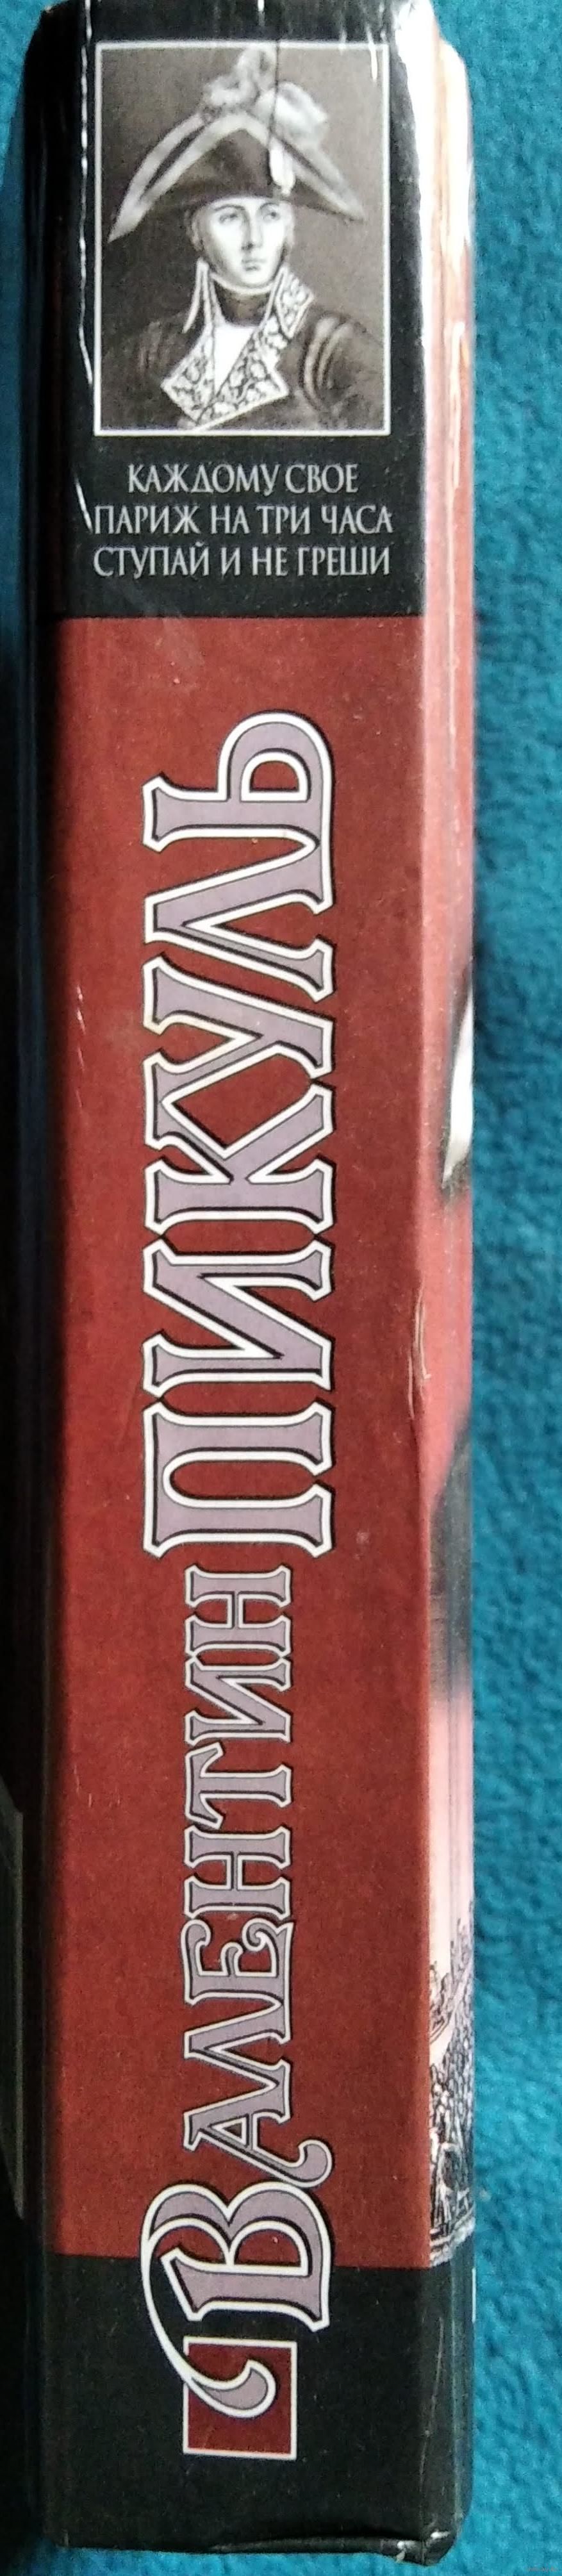 КАЖДОМУ СВОЕ
ПАРИЖ НА ТРИ ЧАСА
СТУПАЙ И НЕ ГРЕШИ
ВАЛЕНТИН ПИКУЛЬ